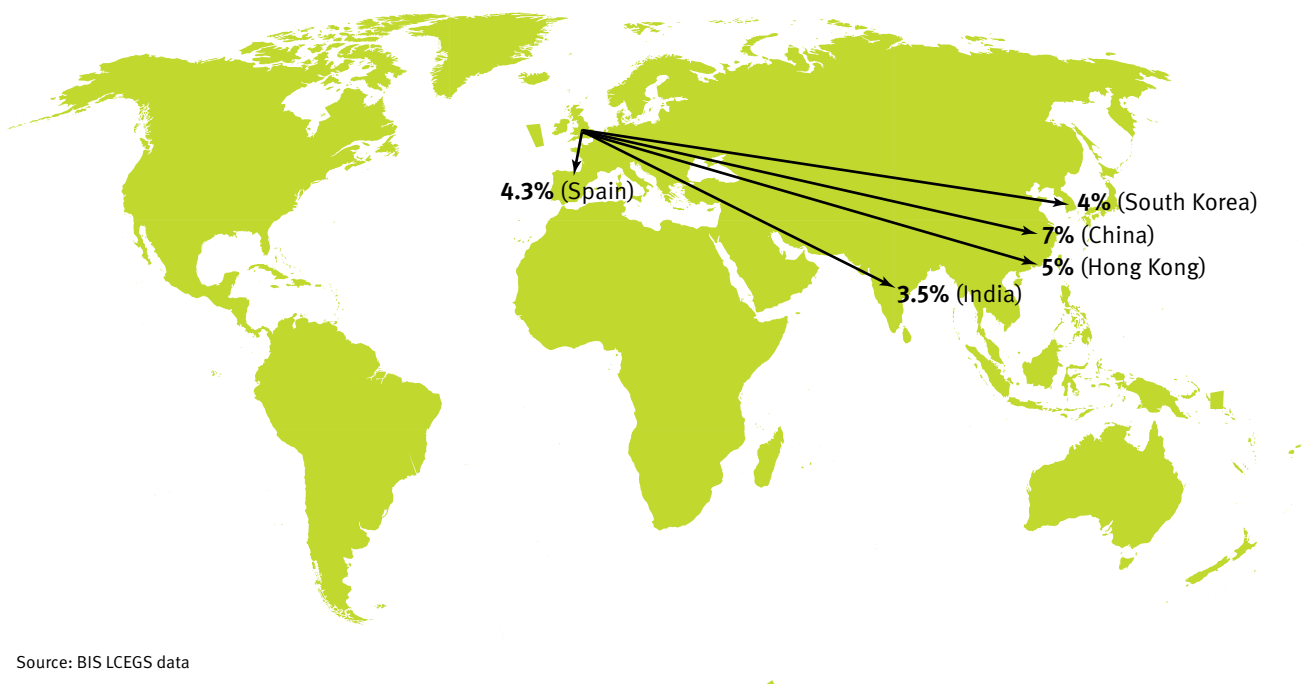 4.3% (Spain)
4% (South Korea)
7% (China)
5% (Hong Kong)
3.5% (India)
Source: BIS LCEGS data